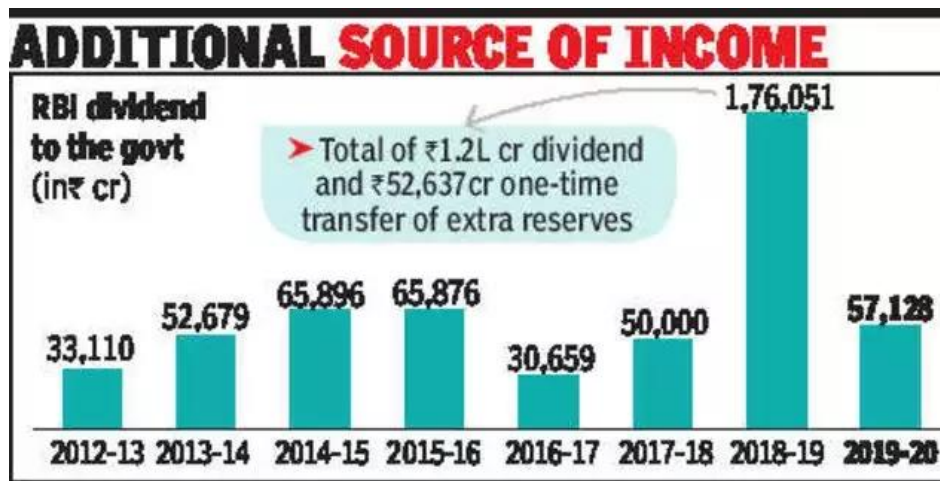 ADDITIONAL SOURCE OF INCOME
RBI dividend
to the govt
(in₹ cr)
1,76,051
➤ Total of ₹1.2L cr dividend
and ₹52,637cr one-time
transfer of extra reserves
33,110 52,679 65,896 65,876 30,659 50,000 57,128
2012-13 2013-14 2014-15 2015-16 2016-17 2017-18 2018-19 2019-20